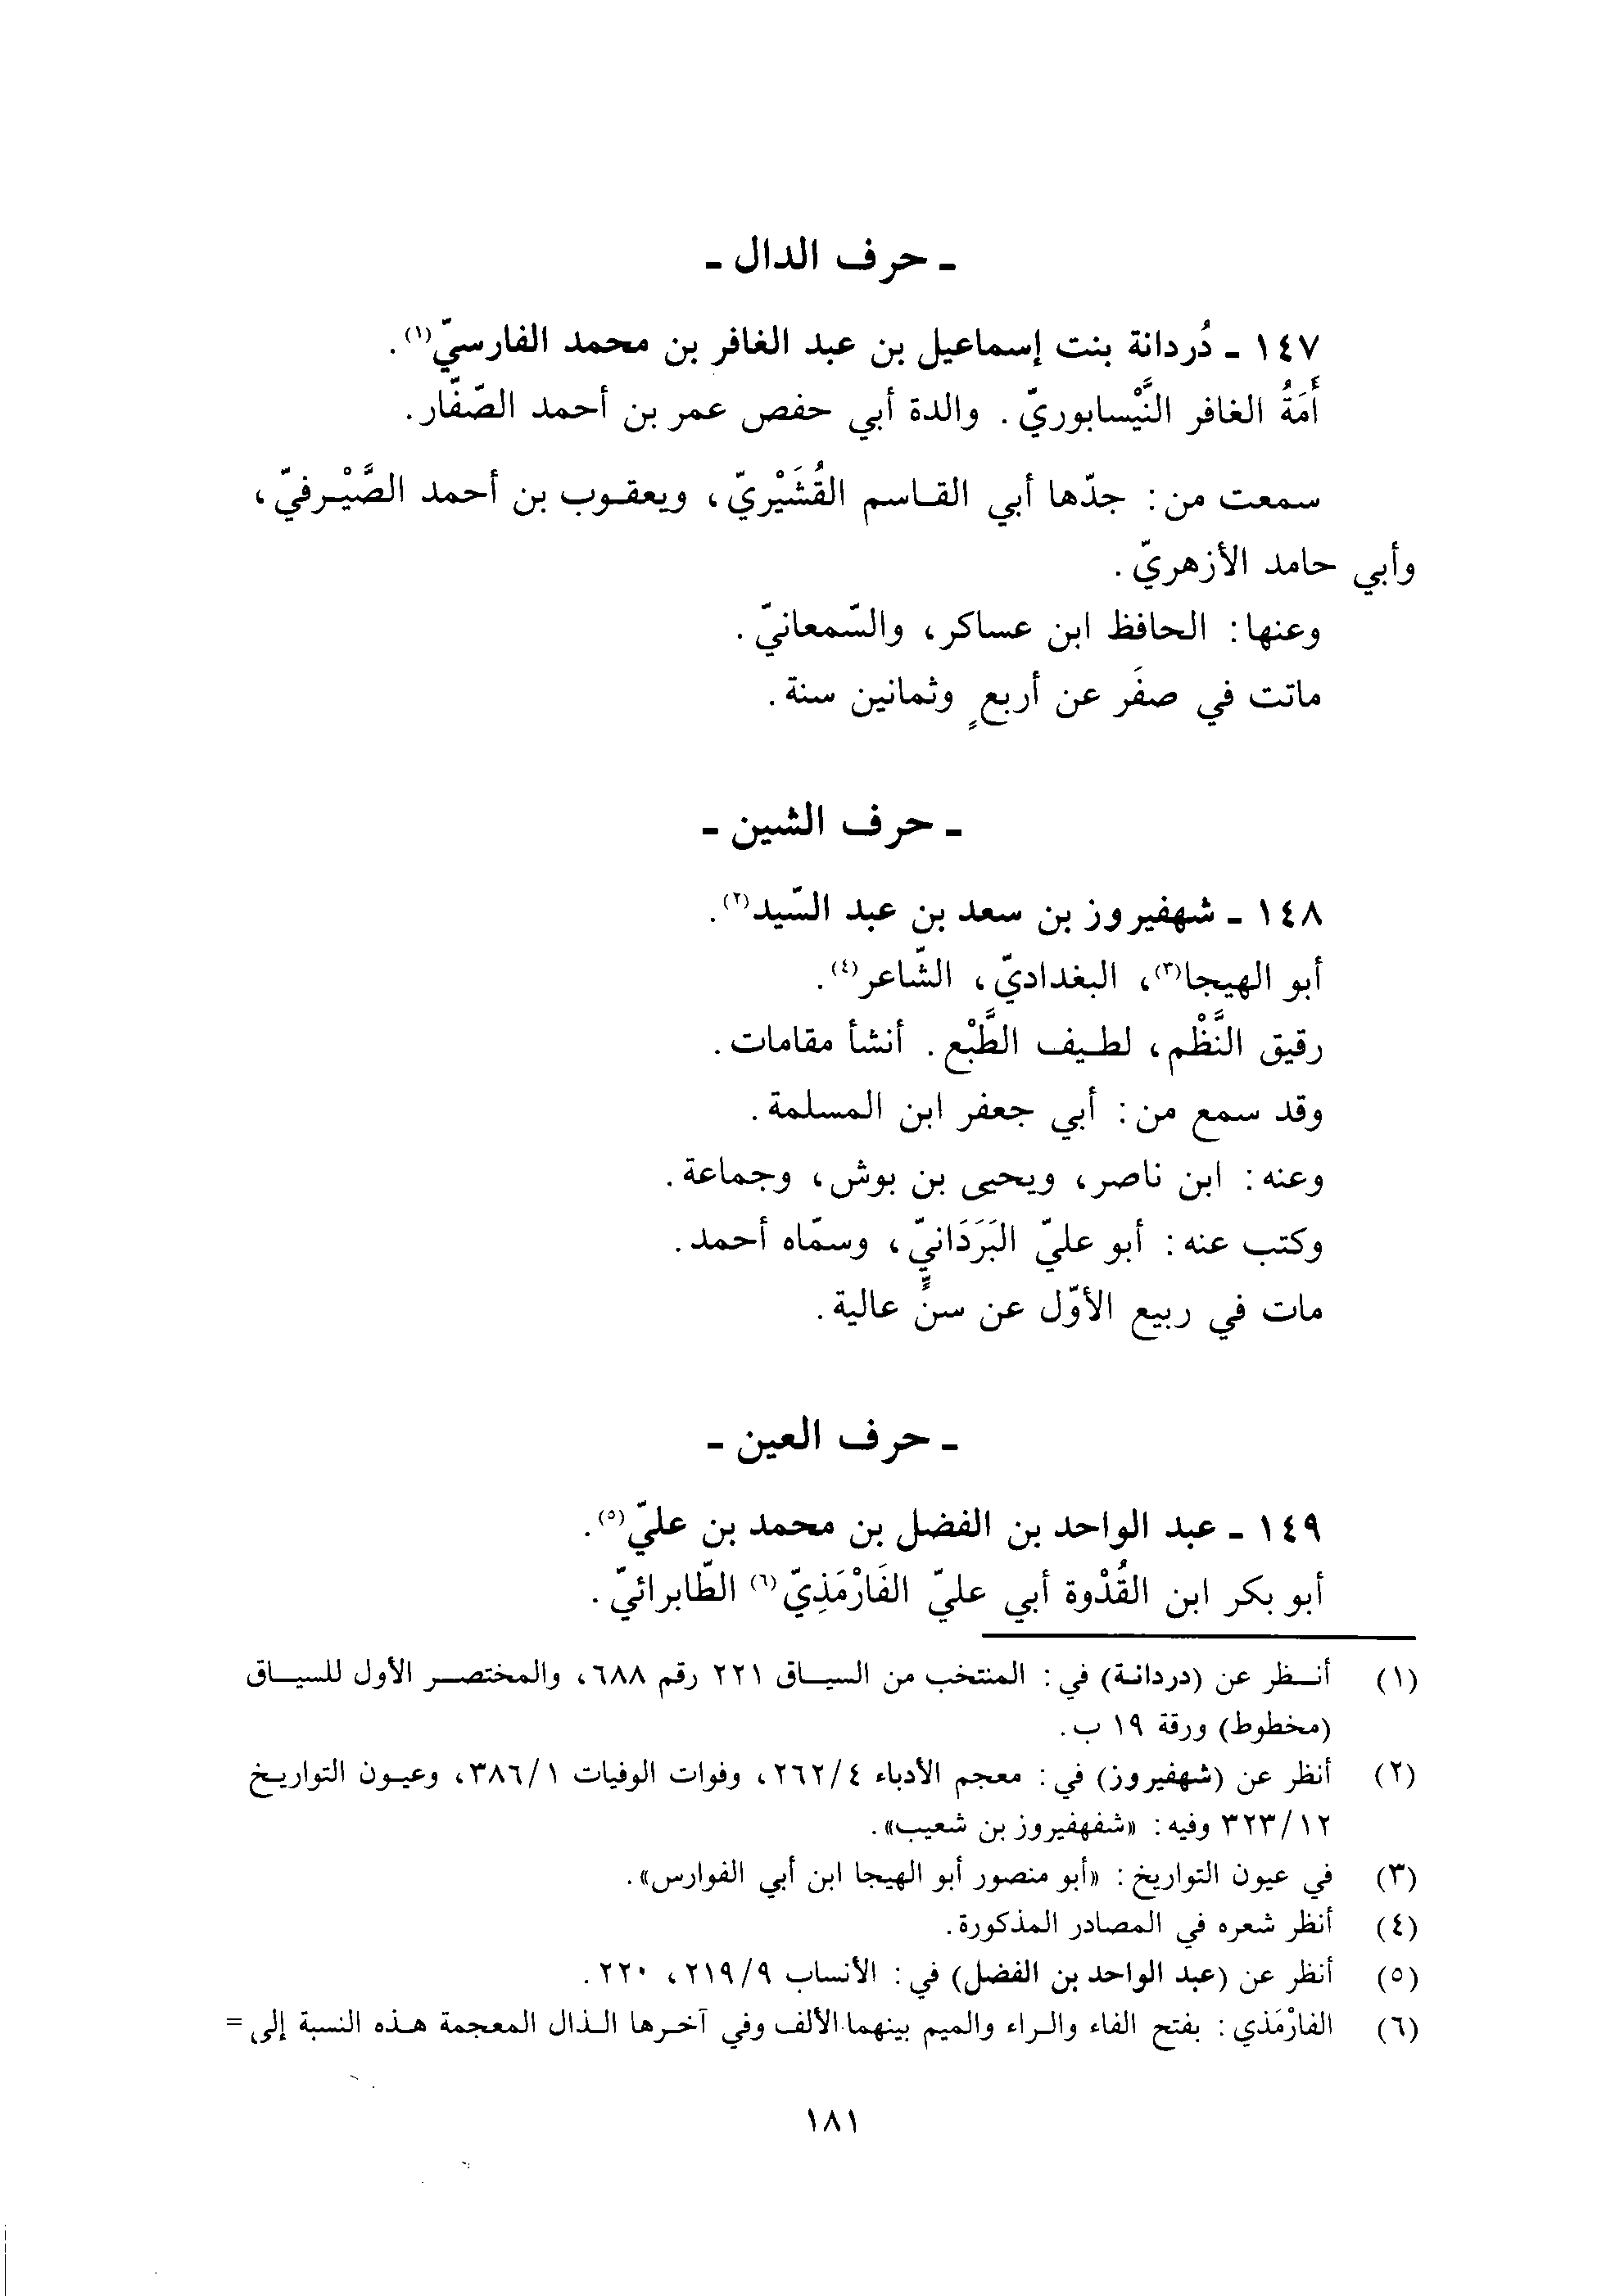 ـ حرف الدال ـ
١٤٧ ـ دُردانة بنت إسماعيل بن عبد الغافر بن محمد الفارسيّ(١).
أَمَةُ الغافر النَّيْسابوريّ. والدة أبي حفص عمر بن أحمد الصّفّار.
سمعت من: جدّها أبي القاسم القُشَيْريّ، ويعقوب بن أحمد الصَّيْرفيّ،
وأبي حامد الأزهريّ.
وعنها: الحافظ ابن عساكر، والسّمعانيّ.
ماتت في صفَر عن أربعٍ وثمانين سنة.
ـ حرف الشين ـ
١٤٨ ـ شهفيروز بن سعد بن عبد السّيد(٢).
أبو الهيجا(٣)، البغداديّ، الشّاعر(٤).
رقيق النَّظْم، لطيف الطَّبْع. أنشأ مقامات.
وقد سمع من: أبي جعفر ابن المسلمة.
وعنه: ابن ناصر، ويحيى بن بوش، وجماعة.
وكتب عنه: أبو عليّ البَرَدَانيّ، وسمّاه أحمد.
مات في ربيع الأوّل عن سنٍّ عالية.
ـ حرف العين ـ
١٤٩ ـ عبد الواحد بن الفضل بن محمد بن عليّ(٥).
أبو بكر ابن القُدْوة أبي عليّ الفَارْمَذِيّ(٦) الطّابرائيّ.
(١) أنظر عن (دردانة) في: المنتخب من السياق ٢٢١ رقم ٦٨٨، والمختصر الأول للسياق
(مخطوط) ورقة ١٩ ب.
(٢) أنظر عن (شهفيروز) في: معجم الأدباء ٢٦٢/٤، وفوات الوفيات ٣٨٦/١، وعيون التواريخ
٣٢٣/١٢ وفيه: «شفهفيروز بن شعيب».
(٣) في عيون التواريخ: «أبو منصور أبو الهيجا ابن أبي الفوارس».
(٤) أنظر شعره في المصادر المذكورة.
(٥) أنظر عن (عبد الواحد بن الفضل) في: الأنساب ٢١٩/٩، ٢٢٠.
(٦) الفارْمَذي: بفتح الفاء والراء والميم بينهما الألف وفي آخرها الذال المعجمة هذه النسبة إلى =
١٨١